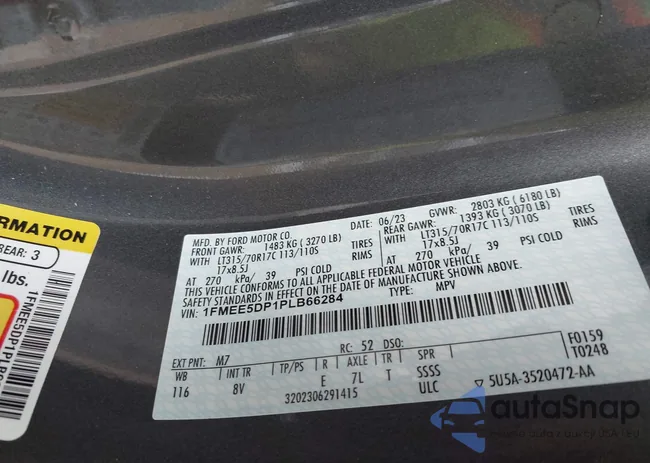 RMATION
REAR: 3
lbs.
1FMEE5DP1PLB6
MFD. BY FORD MOTOR CO.
DATE: 06/23
GVWR: 2803 KG ( 6180 LB)
FRONT GAWR: 1483 KG ( 3270 LB)
REAR GAWR: 1393 KG ( 3070 LB)
WITH LT315/70R17C 113/110S TIRES
WITH LT315/70R17C 113/110S TIRES
17x8.5J RIMS
17x8.5J RIMS
AT 270 kPa/ 39 PSI COLD
AT 270 kPa/ 39 PSI COLD
THIS VEHICLE CONFORMS TO ALL APPLICABLE FEDERAL MOTOR VEHICLE
SAFETY STANDARDS IN EFFECT ON THE DATE OF MANUFACTURE SHOWN ABOVE.
VIN: 1FMEE5DP1PLB66284
TYPE: MPV
EXT PNT: M7 RC: 52 DSO: F0159
WB INT TR TP/PS R AXLE TR SPR T0248
116 8V E 7L T SSSS
3202306291415 ULC ▽ 5U5A-3520472-AA
autoSnap